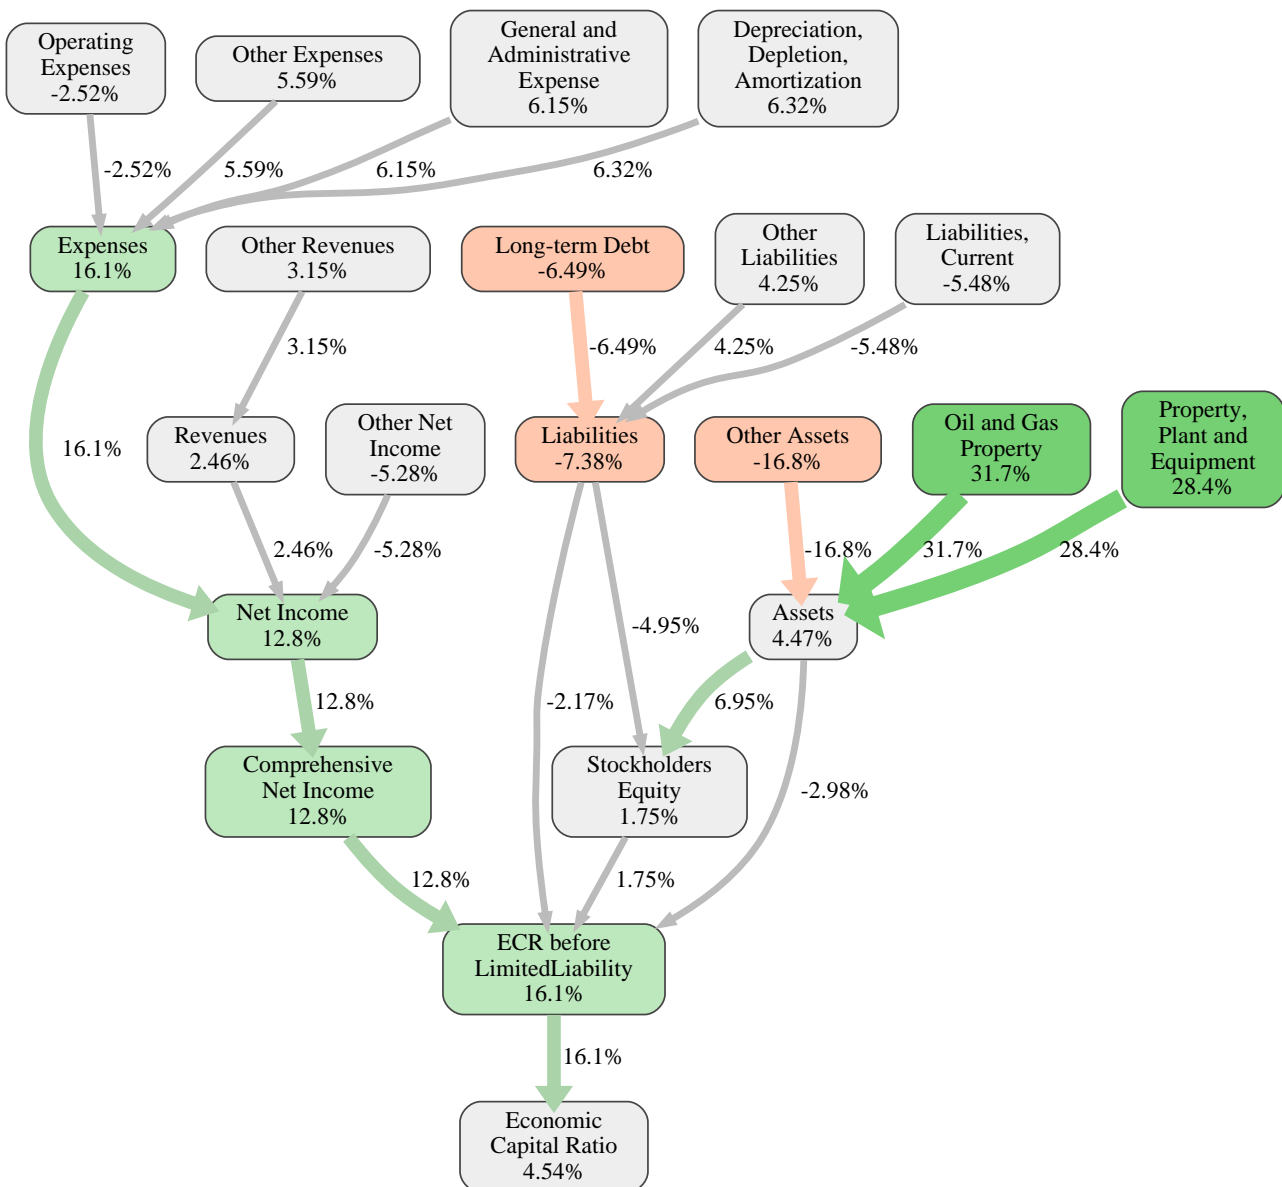 Operating
Expenses
-2.52%
Other Expenses
5.59%
General and
Administrative
Expense
6.15%
Depreciation,
Depletion,
Amortization
6.32%
-2.52%
5.59%
6.15%
6.32%
Expenses
16.1%
Other Revenues
3.15%
Long-term Debt
-6.49%
Other
Liabilities
4.25%
Liabilities,
Current
-5.48%
3.15%
-6.49%
4.25%
-5.48%
16.1%
Revenues
2.46%
Other Net
Income
-5.28%
Liabilities
-7.38%
Other Assets
-16.8%
Oil and Gas
Property
31.7%
Property,
Plant and
Equipment
28.4%
2.46%
-5.28%
-16.8%
31.7%
28.4%
Net Income
12.8%
-4.95%
Assets
4.47%
12.8%
-2.17%
6.95%
Comprehensive
Net Income
12.8%
Stockholders
Equity
1.75%
-2.98%
12.8%
1.75%
ECR before
LimitedLiability
16.1%
16.1%
Economic
Capital Ratio
4.54%